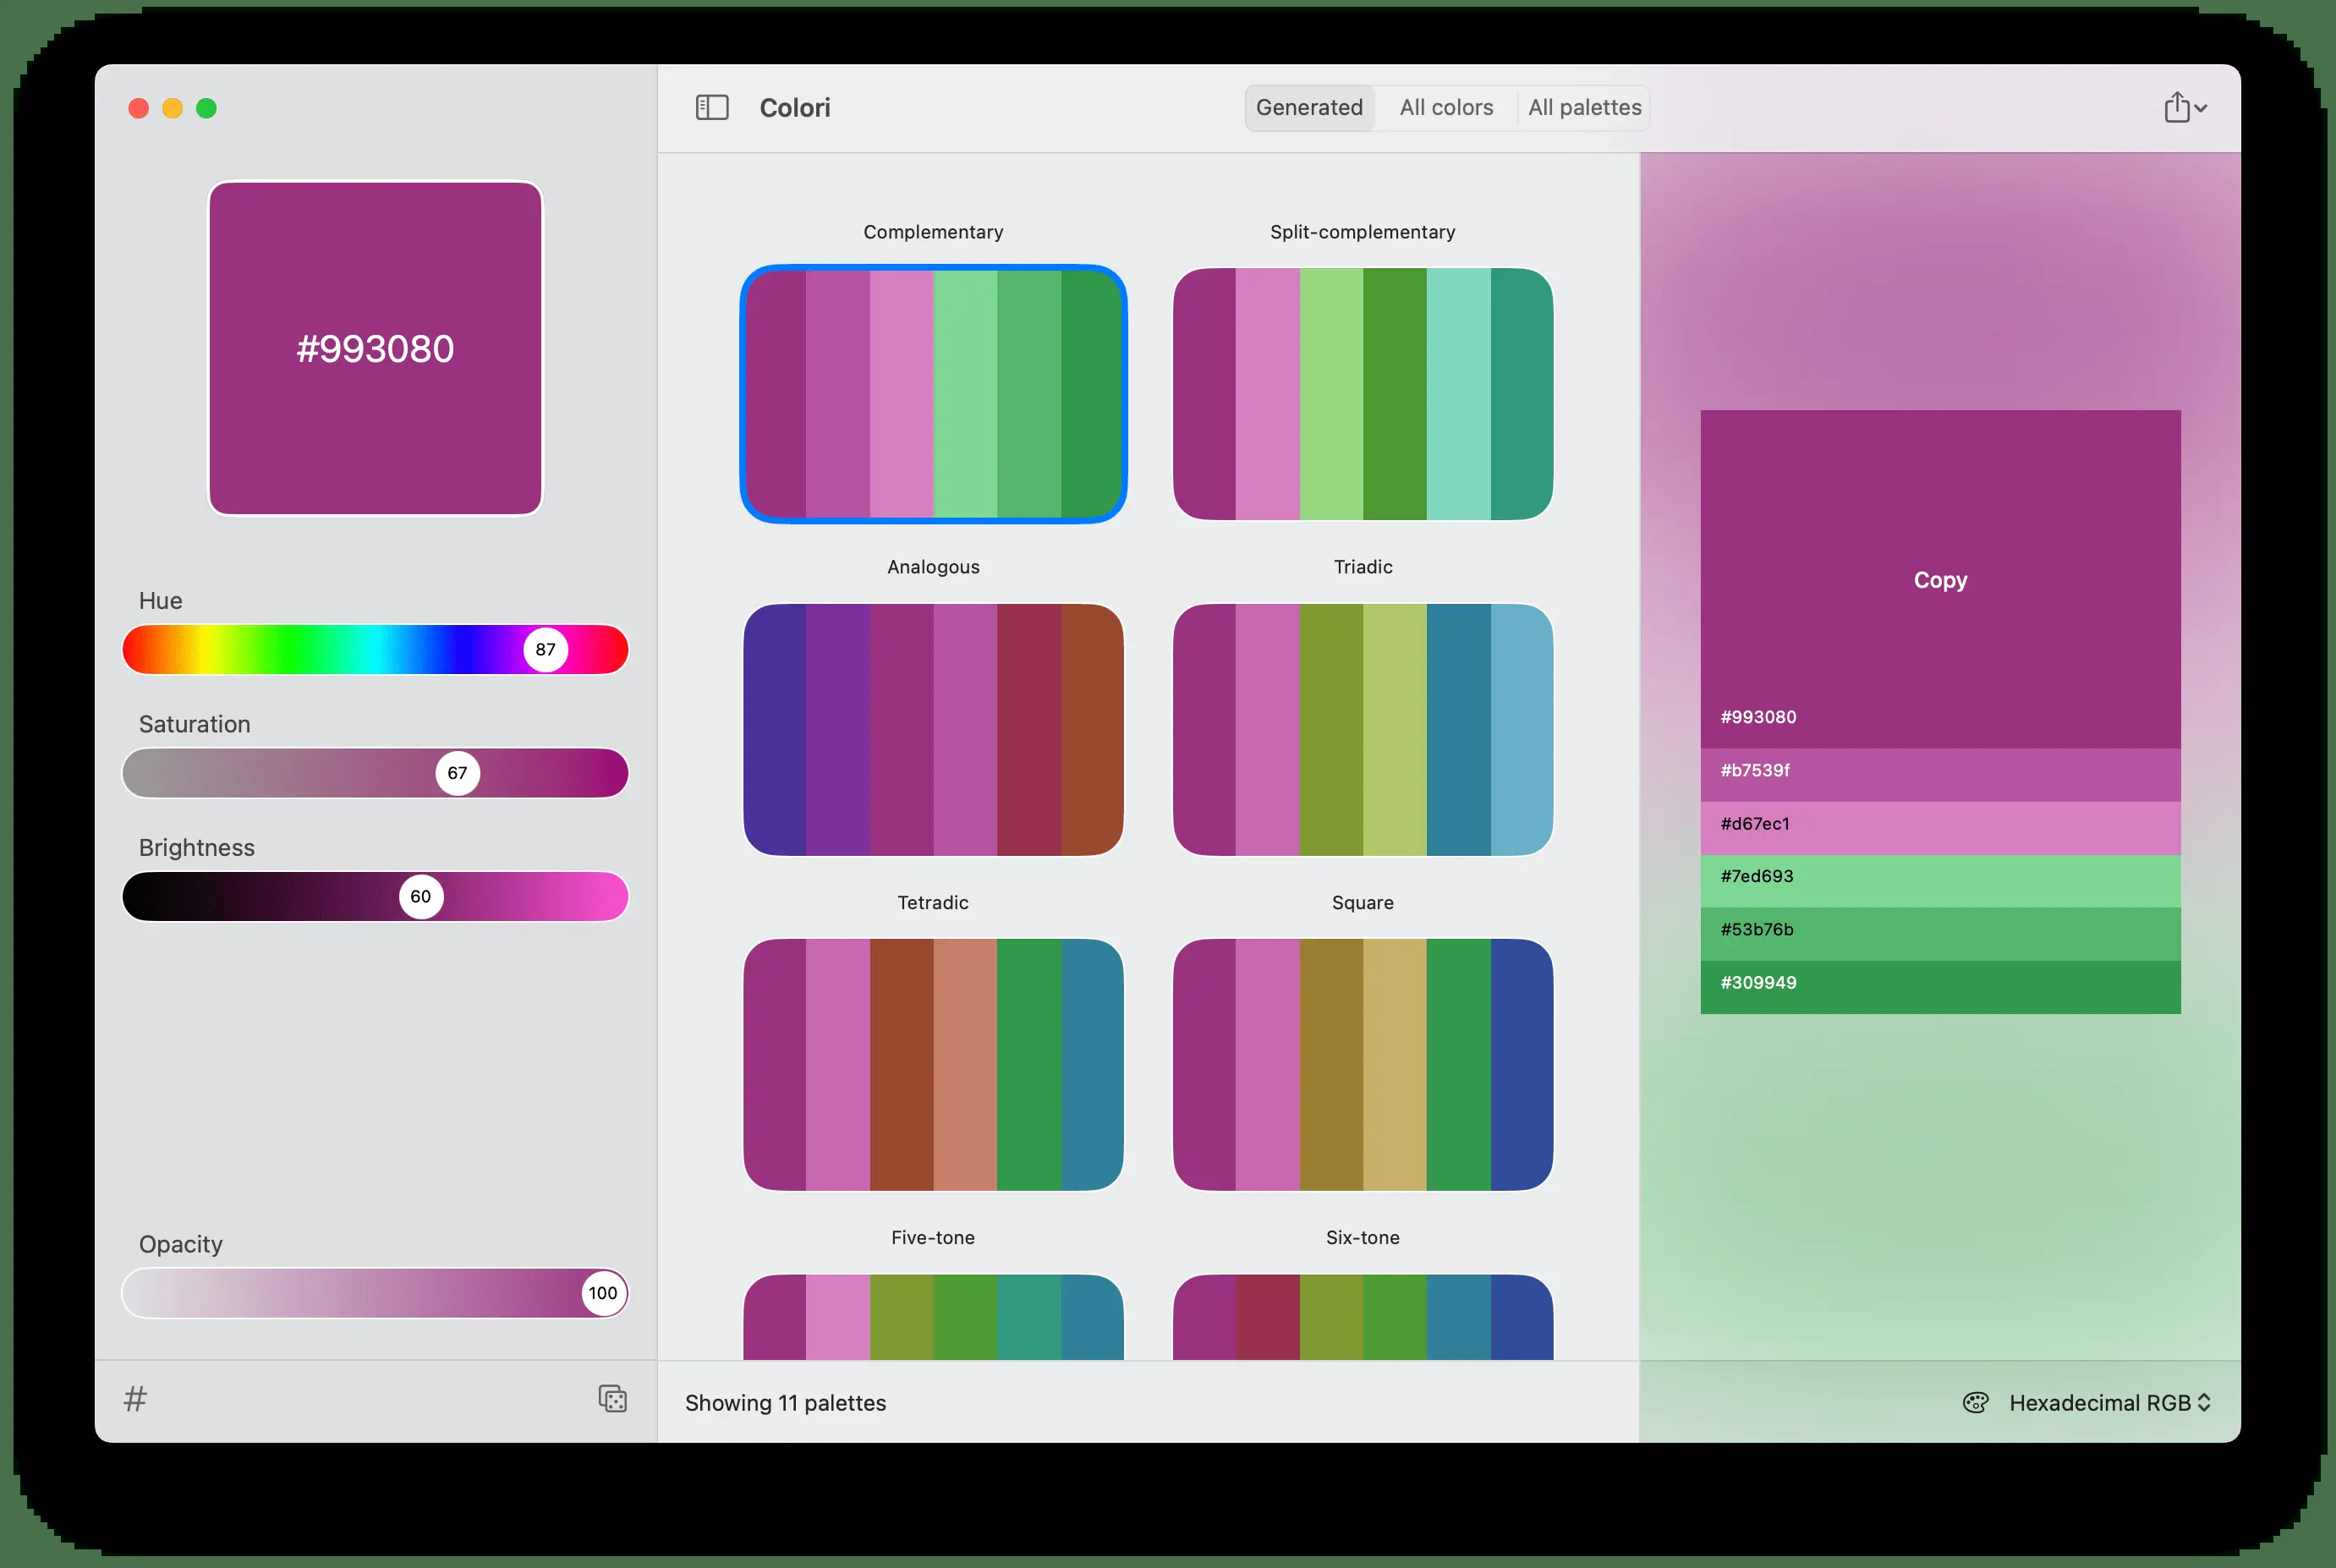 Colori
Generated
All colors
All palettes
#993080
Hue
87
Saturation
67
Brightness
60
Opacity
100
#
Complementary
Split-complementary
Analogous
Triadic
Tetradic
Square
Five-tone
Six-tone
Showing 11 palettes
Copy
#993080
#b7539f
#d67ec1
#7ed693
#53b76b
#309949
Hexadecimal RGB